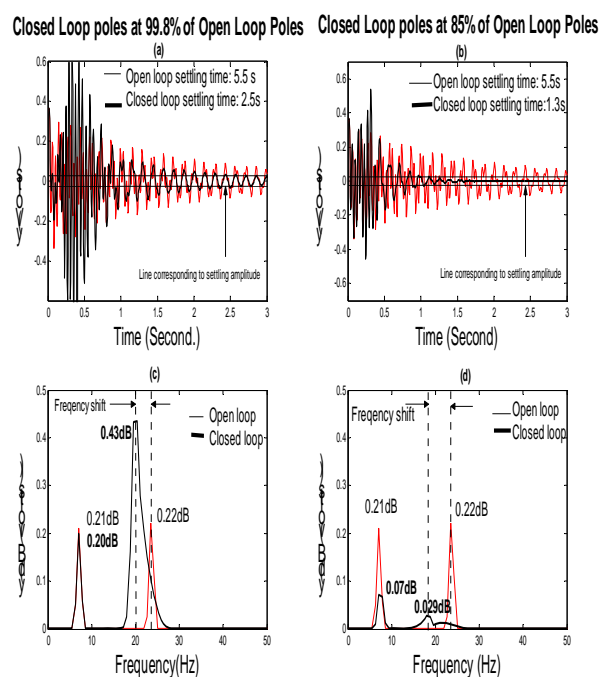 Closed Loop poles at 99.8% of Open Loop Poles
(a)
Open loop settling time: 5.5 s
Closed loop settling time: 2.5s
0.6
0.4
0.2
0
-0.2
-0.4
Line corresponding to settling amplitude
0 0.5 1 1.5 2 2.5 3
Time (Second.)
Closed Loop poles at 85% of Open Loop Poles
(b)
Open loop settling time: 5.5s
Closed loop settling time:1.3s
0.6
0.4
0.2
0
-0.2
-0.4
-0.6
Line corresponding to settling amplitude
0 0.5 1 1.5 2 2.5 3
Time (Second)
(c)
Freqency shift
Open loop
Closed loop
0.43dB
0.21dB
0.20dB
0.22dB
0.5
0.4
0.3
0.2
0.1
0
0 10 20 30 40 50
Frequency(Hz)
(d)
Freqency shift
Open loop
Closed loop
0.21dB
0.22dB
0.07dB
0.029dB
0.5
0.4
0.3
0.2
0.1
0
0 10 20 30 40 50
Frequency (Hz)